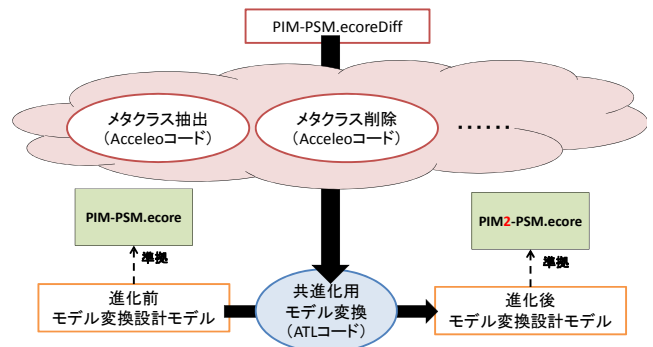 PIM-PSM.ecoreDiff
メタクラス抽出
（Acceleoコード）
メタクラス削除
（Acceleoコード）
……
PIM-PSM.ecore
PIM2-PSM.ecore
準拠
準拠
進化前
モデル変換設計モデル
共進化用
モデル変換
（ATLコード）
進化後
モデル変換設計モデル